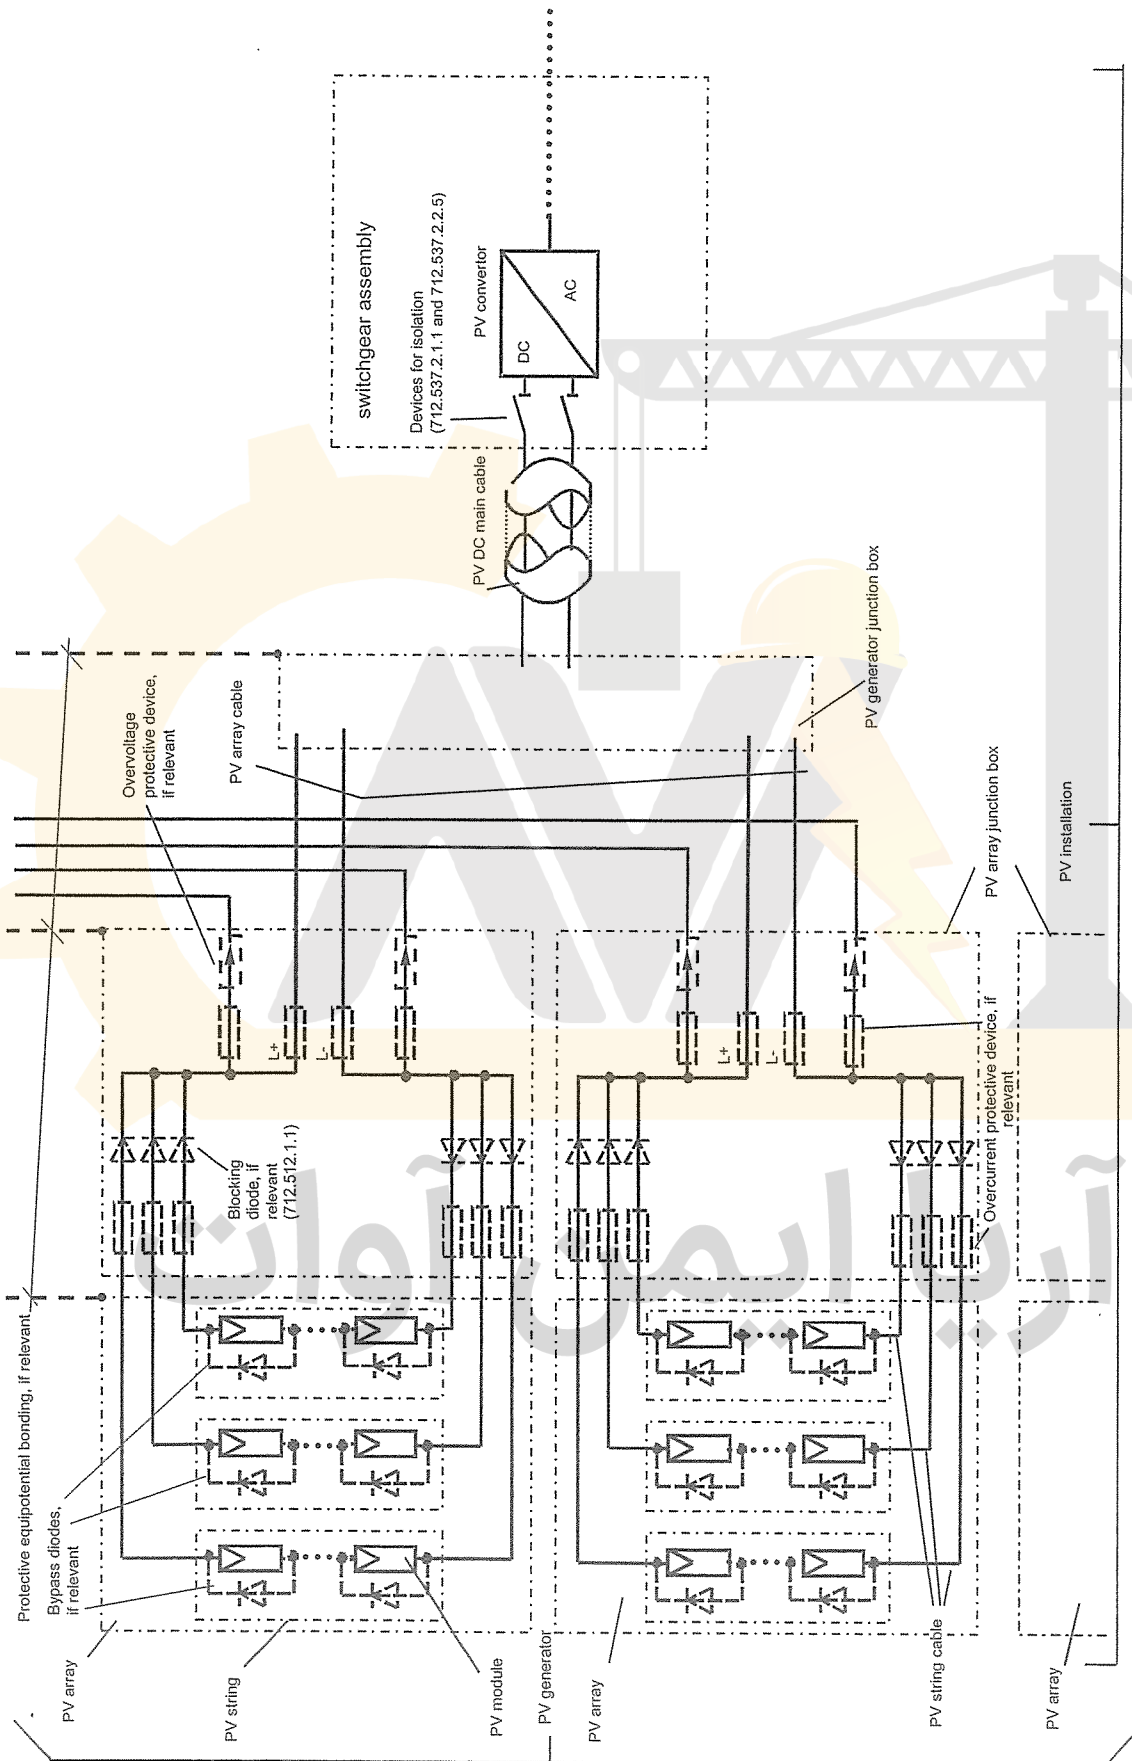 switchgear assembly
Devices for isolation
(712.537.2.1.1 and 712.537.2.2.5)
PV convertor
DC
AC
PV DC main cable
PV generator junction box
Overvoltage
protective device,
if relevant
PV array cable
PV array junction box
PV installation
L+
L-
L+
L-
Overcurrent protective device, if
relevant
Blocking
diode, if
relevant
(712.512.1.1)
Protective equipotential bonding, if relevant
Bypass diodes,
if relevant
PV array
PV string
PV module
PV generator
PV array
PV string cable
PV array
آریا ایمن آوات